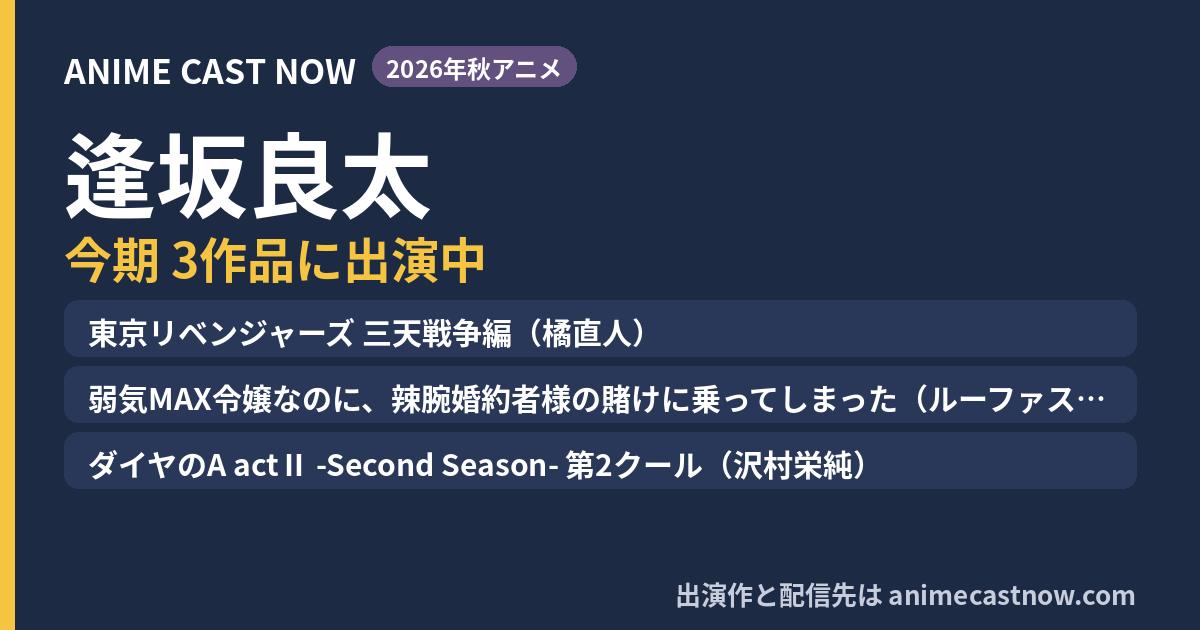 ANIME CAST NOW 2026年秋アニメ
逢坂良太
今期 3作品に出演中
東京リベンジャーズ 三天戦争編（橘直人）
弱気MAX令嬢なのに、辣腕婚約者様の賭けに乗ってしまった（ルーファス…
ダイヤのA actⅡ -Second Season- 第2クール（沢村栄純）
出演作と配信先は animecastnow.com